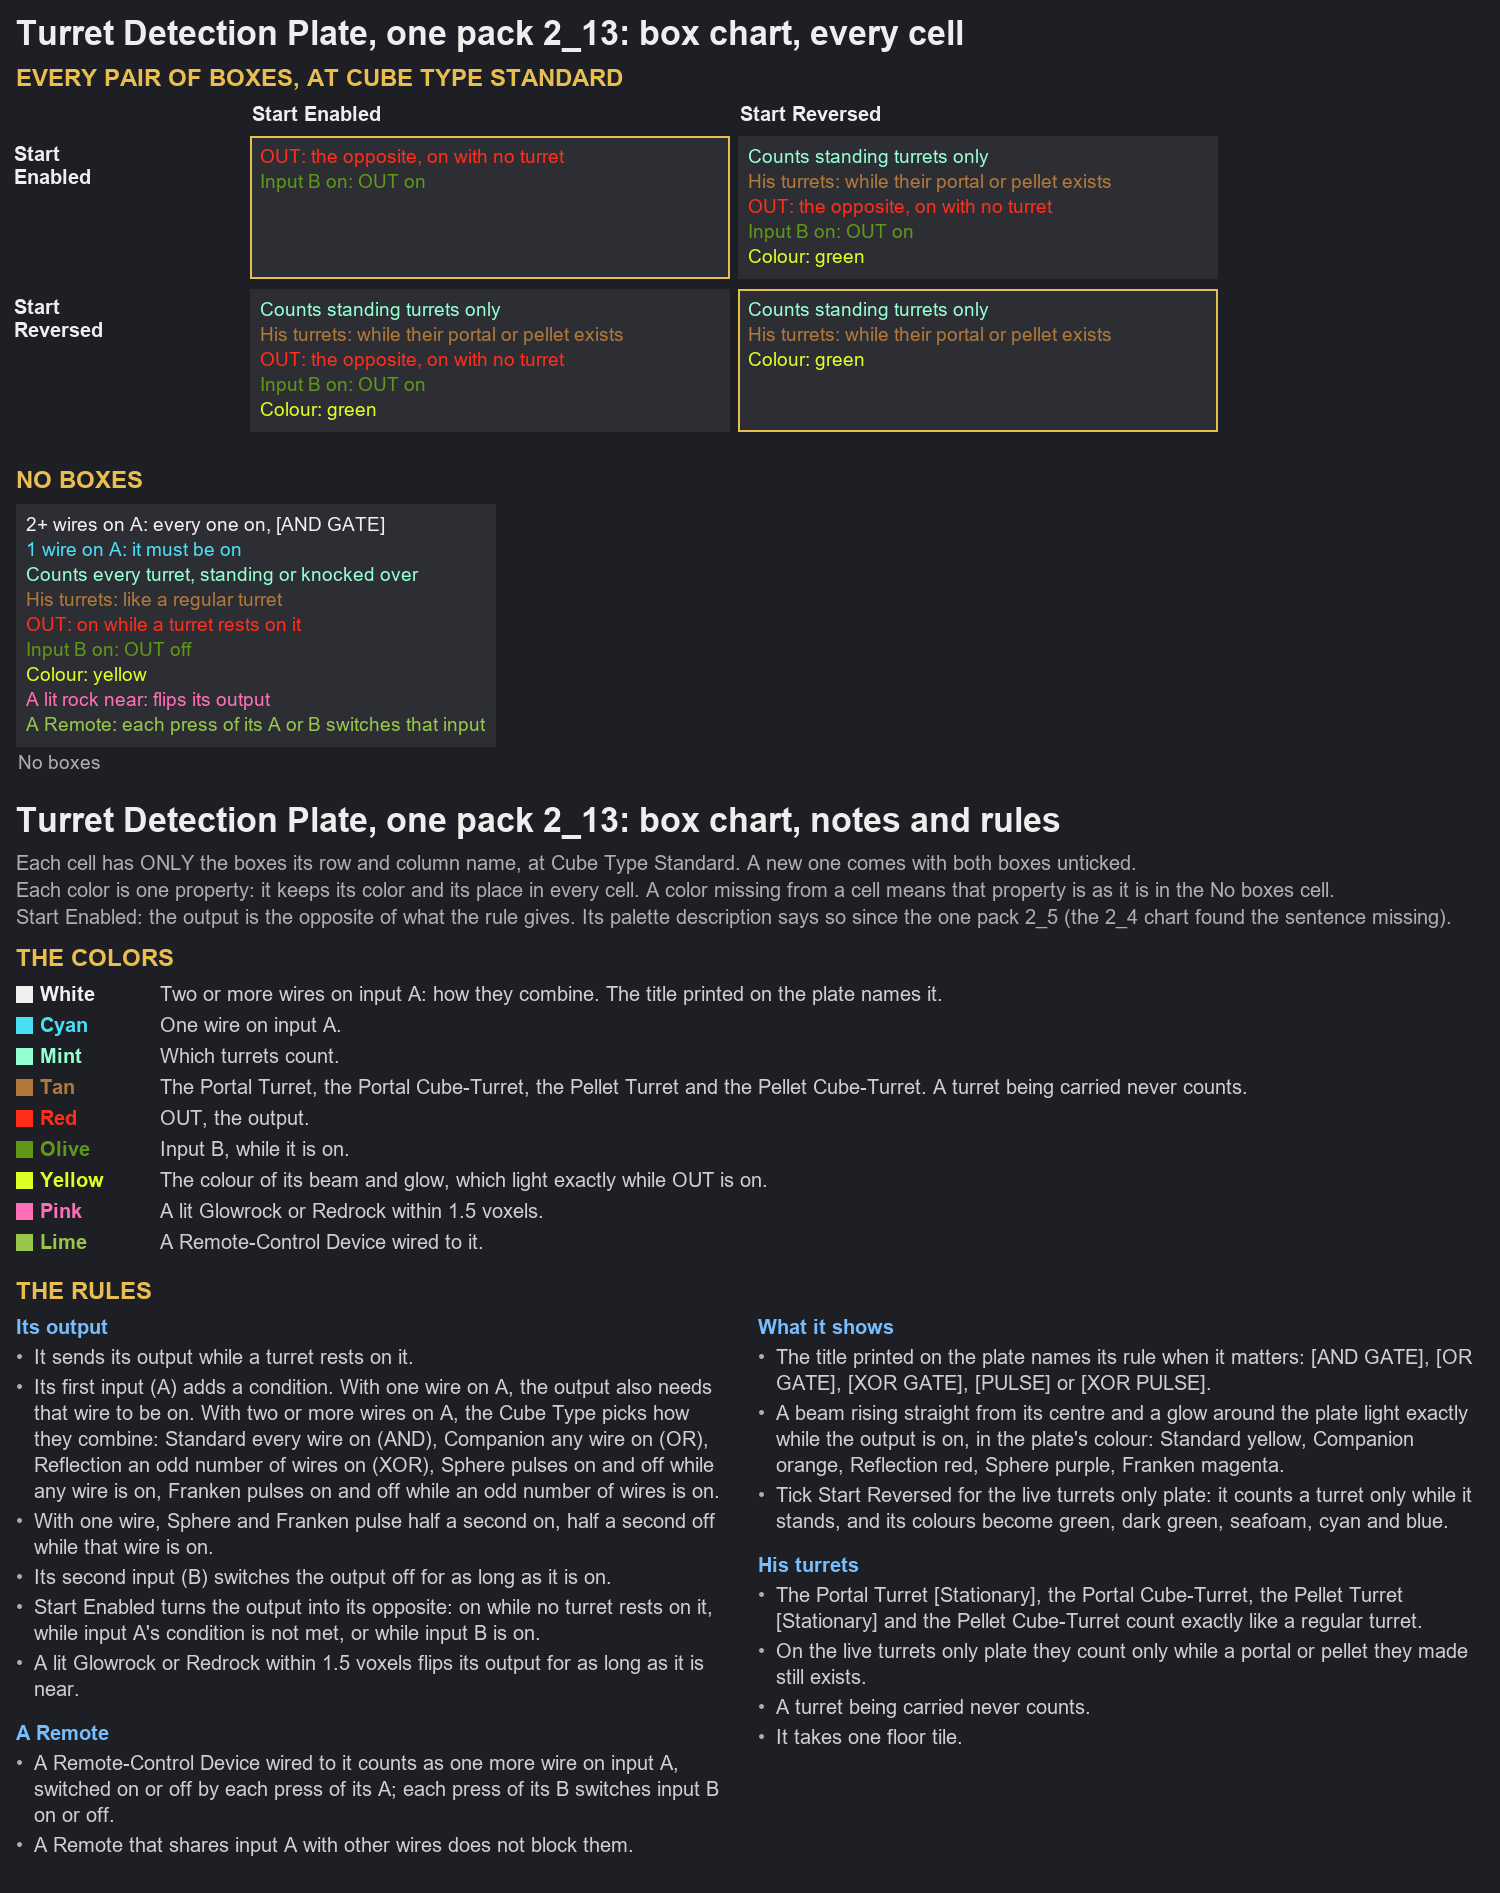 Turret Detection Plate, one pack 2_13: box chart, every cell
EVERY PAIR OF BOXES, AT CUBE TYPE STANDARD
Start Enabled
Start Reversed
Start
Enabled
OUT: the opposite, on with no turret
Input B on: OUT on
Counts standing turrets only
His turrets: while their portal or pellet exists
OUT: the opposite, on with no turret
Input B on: OUT on
Colour: green
Start
Reversed
Counts standing turrets only
His turrets: while their portal or pellet exists
OUT: the opposite, on with no turret
Input B on: OUT on
Colour: green
Counts standing turrets only
His turrets: while their portal or pellet exists
Colour: green
NO BOXES
2+ wires on A: every one on, [AND GATE]
1 wire on A: it must be on
Counts every turret, standing or knocked over
His turrets: like a regular turret
OUT: on while a turret rests on it
Input B on: OUT off
Colour: yellow
A lit rock near: flips its output
A Remote: each press of its A or B switches that input
No boxes
Turret Detection Plate, one pack 2_13: box chart, notes and rules
Each cell has ONLY the boxes its row and column name, at Cube Type Standard. A new one comes with both boxes unticked.
Each color is one property: it keeps its color and its place in every cell. A color missing from a cell means that property is as it is in the No boxes cell.
Start Enabled: the output is the opposite of what the rule gives. Its palette description says so since the one pack 2_5 (the 2_4 chart found the sentence missing).
THE COLORS
White Two or more wires on input A: how they combine. The title printed on the plate names it.
Cyan One wire on input A.
Mint Which turrets count.
Tan The Portal Turret, the Portal Cube-Turret, the Pellet Turret and the Pellet Cube-Turret. A turret being carried never counts.
Red OUT, the output.
Olive Input B, while it is on.
Yellow The colour of its beam and glow, which light exactly while OUT is on.
Pink A lit Glowrock or Redrock within 1.5 voxels.
Lime A Remote-Control Device wired to it.
THE RULES
Its output
• It sends its output while a turret rests on it.
• Its first input (A) adds a condition. With one wire on A, the output also needs
that wire to be on. With two or more wires on A, the Cube Type picks how
they combine: Standard every wire on (AND), Companion any wire on (OR),
Reflection an odd number of wires on (XOR), Sphere pulses on and off while
any wire is on, Franken pulses on and off while an odd number of wires is on.
• With one wire, Sphere and Franken pulse half a second on, half a second off
while that wire is on.
• Its second input (B) switches the output off for as long as it is on.
• Start Enabled turns the output into its opposite: on while no turret rests on it,
while input A's condition is not met, or while input B is on.
• A lit Glowrock or Redrock within 1.5 voxels flips its output for as long as it is
near.
A Remote
• A Remote-Control Device wired to it counts as one more wire on input A,
switched on or off by each press of its A; each press of its B switches input B
on or off.
• A Remote that shares input A with other wires does not block them.
What it shows
• The title printed on the plate names its rule when it matters: [AND GATE], [OR
GATE], [XOR GATE], [PULSE] or [XOR PULSE].
• A beam rising straight from its centre and a glow around the plate light exactly
while the output is on, in the plate's colour: Standard yellow, Companion
orange, Reflection red, Sphere purple, Franken magenta.
• Tick Start Reversed for the live turrets only plate: it counts a turret only while it
stands, and its colours become green, dark green, seafoam, cyan and blue.
His turrets
• The Portal Turret [Stationary], the Portal Cube-Turret, the Pellet Turret
[Stationary] and the Pellet Cube-Turret count exactly like a regular turret.
• On the live turrets only plate they count only while a portal or pellet they made
still exists.
• A turret being carried never counts.
• It takes one floor tile.